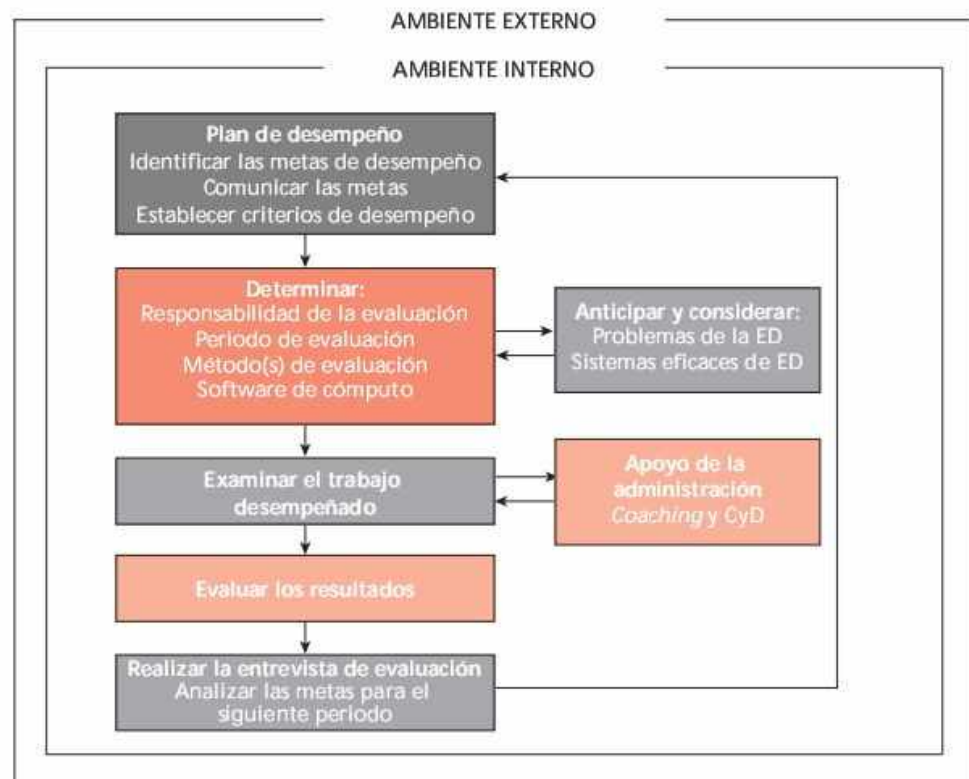 AMBIENTE EXTERNO
AMBIENTE INTERNO
Plan de desempeño
Identificar las metas de desempeño
Comunicar las metas
Establecer criterios de desempeño
Determinar:
Responsabilidad de la evaluación
Periodo de evaluación
Método(s) de evaluación
Software de cómputo
Anticipar y considerar:
Problemas de la ED
Sistemas eficaces de ED
Examinar el trabajo
desempeñado
Apoyo de la
administración
Coaching y CyD
Evaluar los resultados
Realizar la entrevista de evaluación
Analizar las metas para el
siguiente periodo